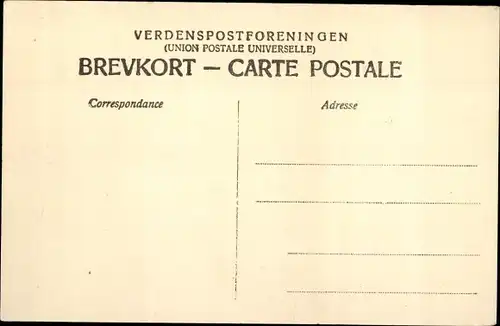 VERDENSPOSTFORENINGEN
(UNION POSTALE UNIVERSELLE)
BREVKORT — CARTE POSTALE
Correspondance
Adresse